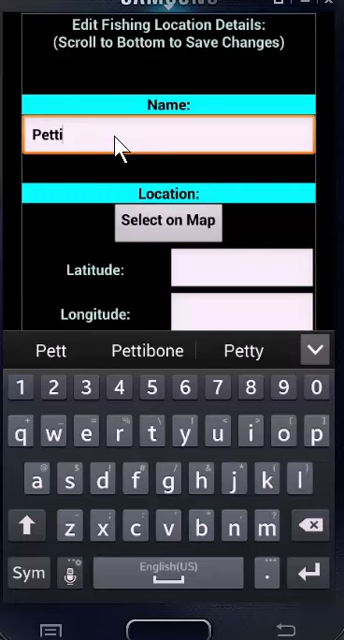 SAMSUNG
Edit Fishing Location Details:
(Scroll to Bottom to Save Changes)
Name:
Petti
Location:
Select on Map
Latitude:
Longitude:
Pett Pettibone Petty
1 2 3 4 5 6 7 8 9 0
q w e r t y u i o p
a s d f g h j k l
z x c v b n m
Sym English(US) .